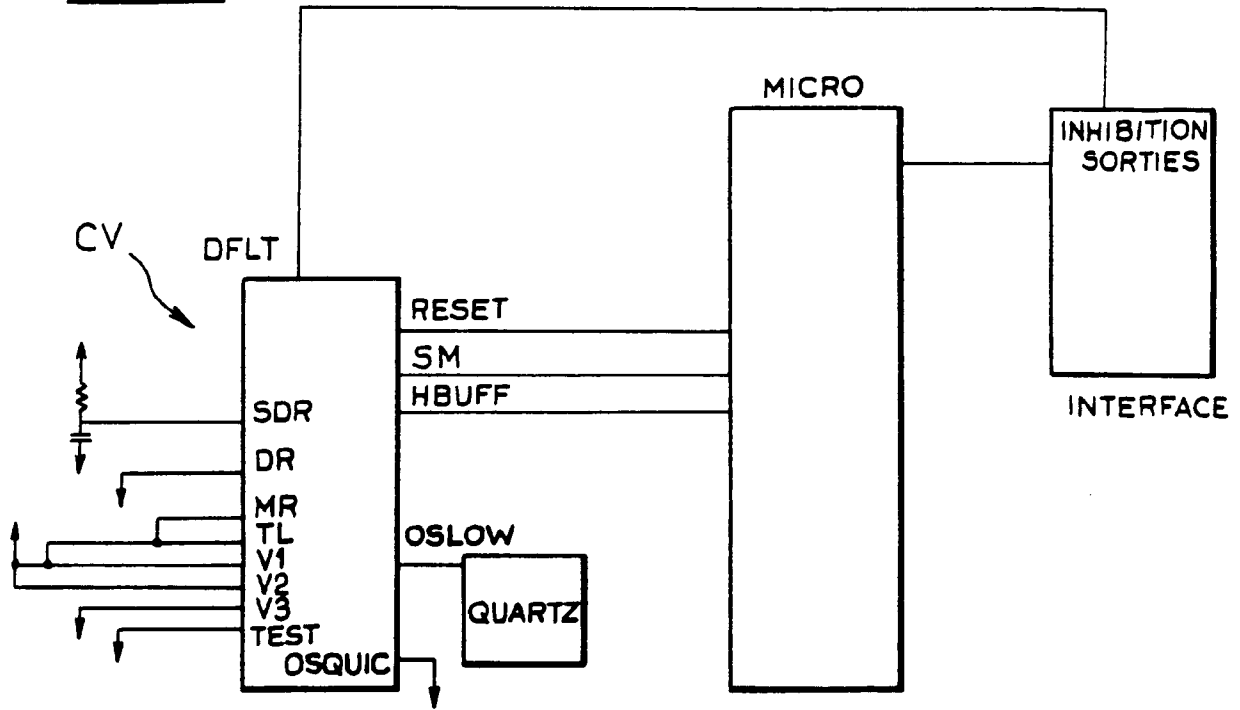 MICRO
INHIBITION
SORTIES
INTERFACE
CV
DFLT
RESET
SM
HBUFF
SDR
DR
MR
TL
V1
V2
V3
TEST
OSLOW
QUARTZ
OSQUIC